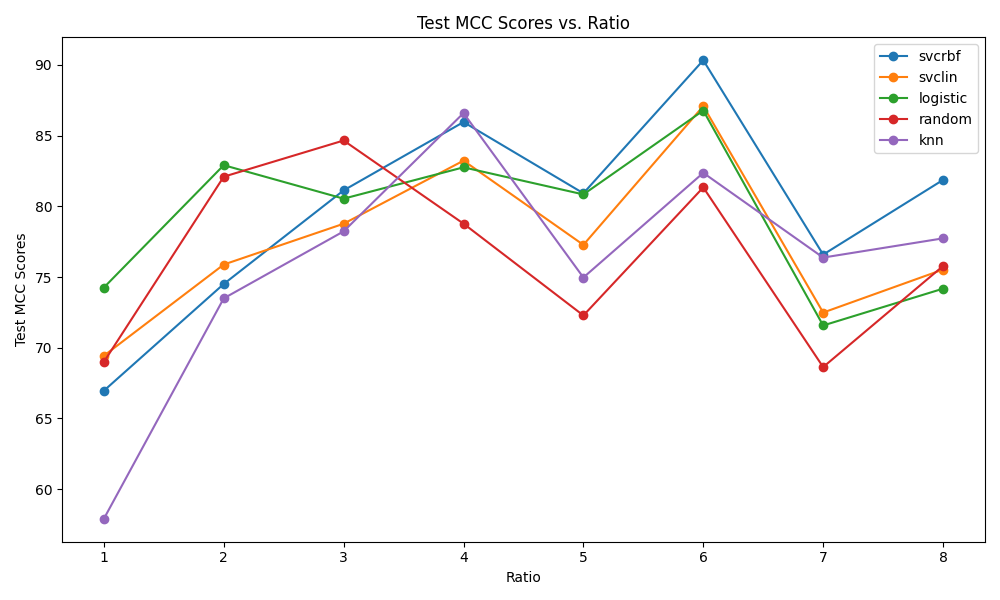 Test MCC Scores vs. Ratio
svcrbf
svclin
logistic
random
knn
Test MCC Scores
90
85
80
75
70
65
60
1 2 3 4 5 6 7 8
Ratio